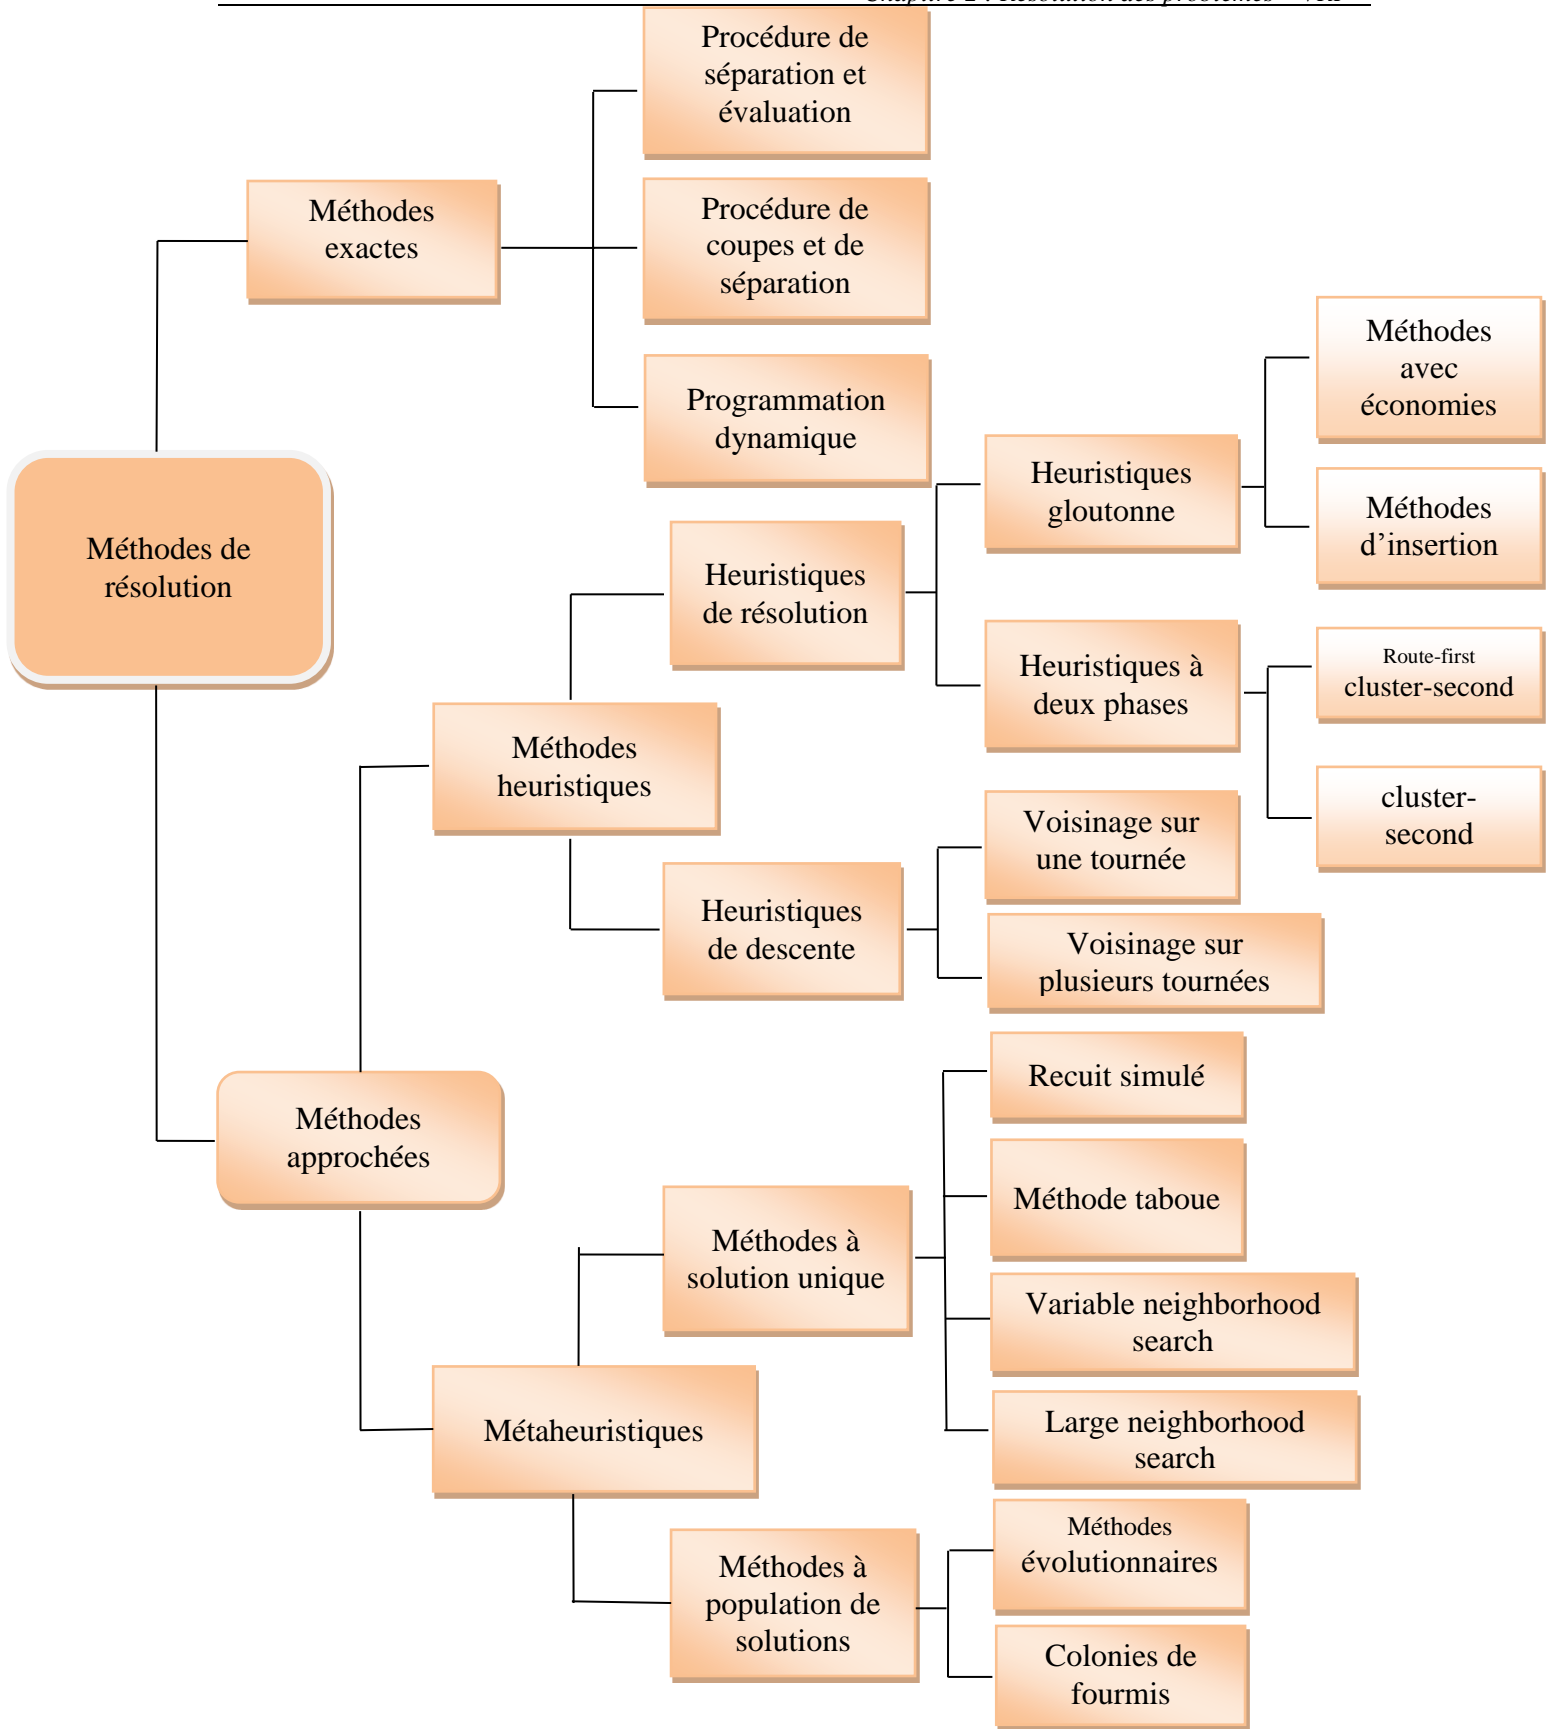 Procédure de
séparation et
évaluation
Méthodes
exactes
Procédure de
coupes et de
séparation
Programmation
dynamique
Méthodes
avec
économies
Heuristiques
gloutonne
Méthodes
d’insertion
Méthodes de
résolution
Heuristiques
de résolution
Heuristiques à
deux phases
Route-first
cluster-second
cluster-
second
Méthodes
heuristiques
Voisinage sur
une tournée
Heuristiques
de descente
Voisinage sur
plusieurs tournées
Méthodes
approchées
Recuit simulé
Méthode taboue
Méthodes à
solution unique
Variable neighborhood
search
Large neighborhood
search
Métaheuristiques
Méthodes à
population de
solutions
Méthodes
évolutionnaires
Colonies de
fourmis